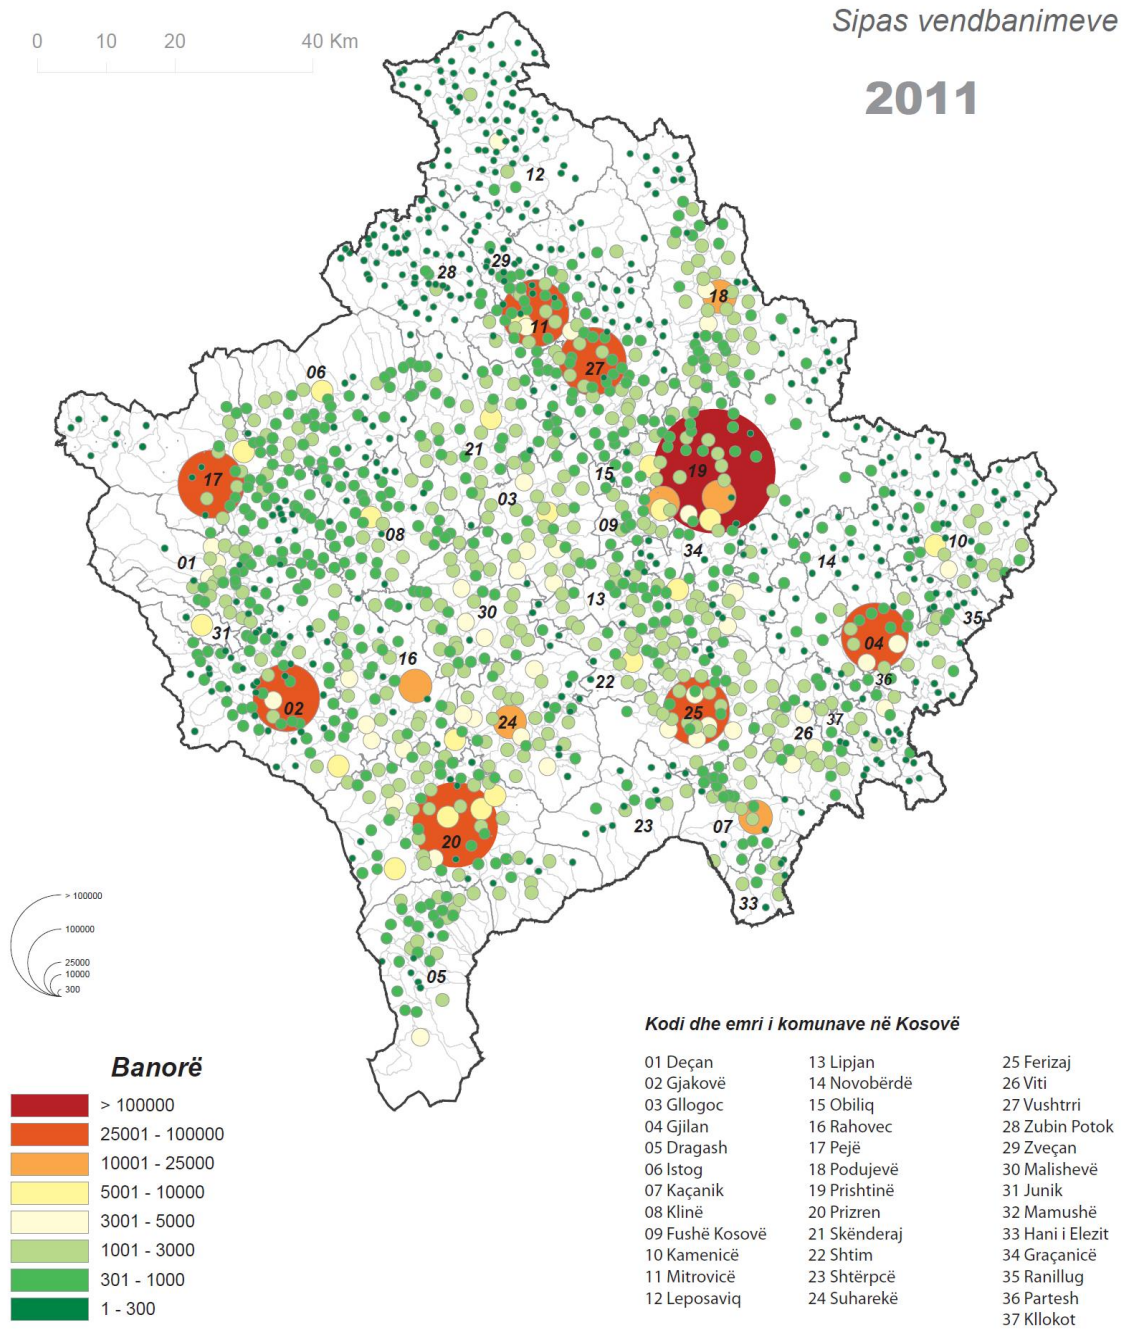 Sipas vendbanimeve
2011
0 10 20 40 Km
12
29
28
18
11
27
06
21
19
17
15
03
08
09
10
34
01
14
13
30
35
31
04
16
36
22
02
25
37
24
26
07
23
20
33
05
> 100000
100000
25000
10000
300
Banorë
> 100000
25001 - 100000
10001 - 25000
5001 - 10000
3001 - 5000
1001 - 3000
301 - 1000
1 - 300
Kodi dhe emri i komunave në Kosovë
01 Deçan
02 Gjakovë
03 Gllogoc
04 Gjilan
05 Dragash
06 Istog
07 Kaçanik
08 Klinë
09 Fushë Kosovë
10 Kamenicë
11 Mitrovicë
12 Leposaviq
13 Lipjan
14 Novobërdë
15 Obiliq
16 Rahovec
17 Pejë
18 Podujevë
19 Prishtinë
20 Prizren
21 Skënderaj
22 Shtim
23 Shtërpcë
24 Suharekë
25 Ferizaj
26 Viti
27 Vushtrri
28 Zubin Potok
29 Zveçan
30 Malishevë
31 Junik
32 Mamushë
33 Hani i Elezit
34 Graçanicë
35 Ranillug
36 Partesh
37 Kllokot